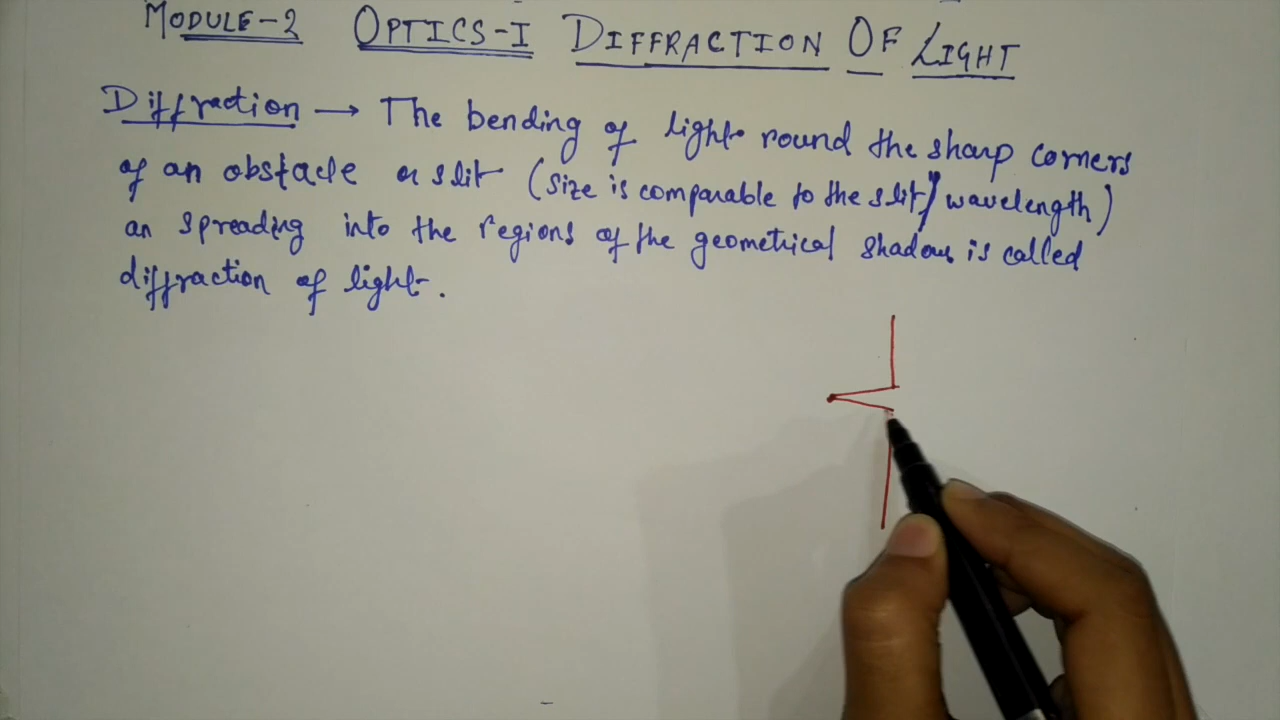 MODULE-2 OPTICS-I DIFFRACTION OF LIGHT
Diffraction → The bending of light round the sharp corners
of an obstacle or slit (size is comparable to the slit/wavelength)
an spreading into the regions of the geometrical shadow is called
diffraction of light.